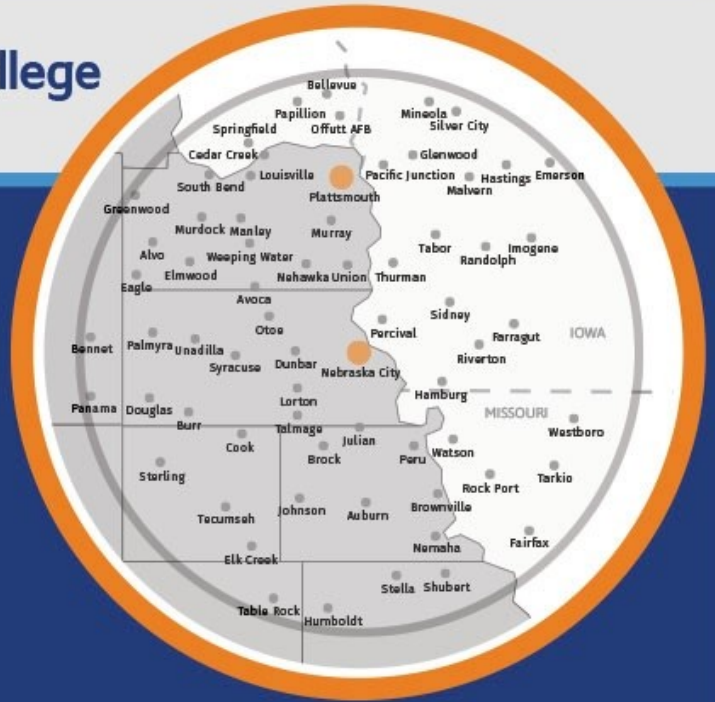 llege
Bellevue
Papillion
Offutt AFB
Mineola
Silver City
Springfield
Cedar Creek
Glenwood
South Bend
Louisville
Plattsmouth
Pacific Junction
Malvern
Hastings
Emerson
Greenwood
Murdock
Manley
Murray
Alvo
Weeping Water
Tabor
Randolph
Imogene
Eagle
Elmwood
Nehawka
Union
Thurman
Avoca
Otoe
Sidney
Percival
Farragut
IOWA
Bennet
Palmyra
Unadilla
Syracuse
Dunbar
Nebraska City
Riverton
Hamburg
Panama
Douglas
Burr
Lorton
Talmage
MISSOURI
Westboro
Cook
Julian
Brock
Peru
Watson
Sterling
Rock Port
Tarkio
Tecumseh
Johnson
Auburn
Brownville
Nemaha
Fairfax
Elk Creek
Stella
Shubert
Table Rock
Humboldt